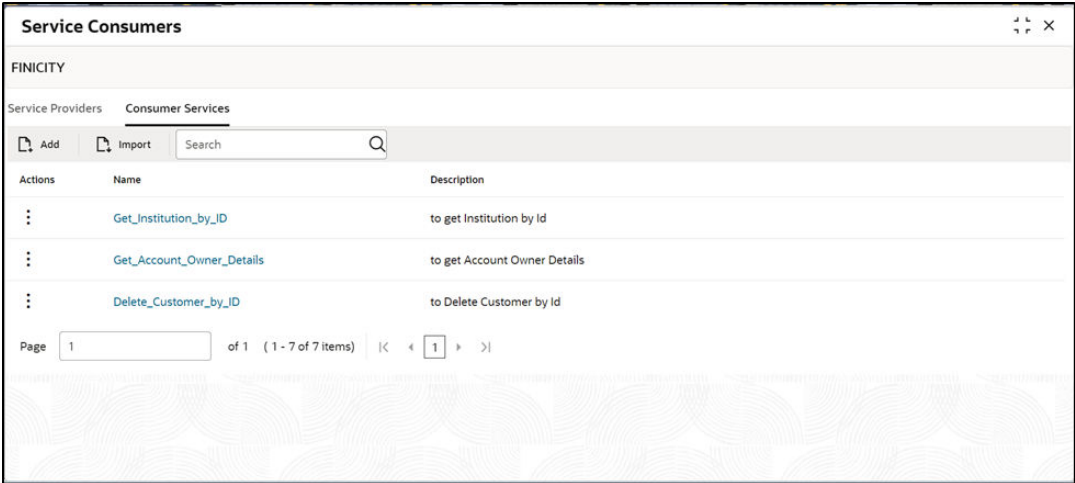 Service Consumers
FINICITY
Service Providers Consumer Services
Add Import Search
Actions Name Description
Get_Institution_by_ID to get Institution by Id
Get_Account_Owner_Details to get Account Owner Details
Delete_Customer_by_ID to Delete Customer by Id
Page 1 of 1 ( 1 - 7 of 7 items) 1